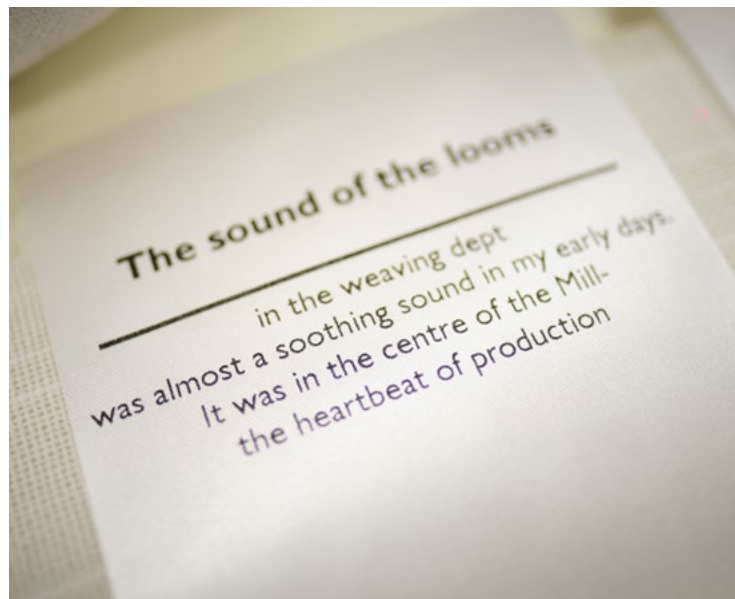 The sound of the looms
in the weaving dept
was almost a soothing sound in my early days.
It was in the centre of the Mill-
the heartbeat of production